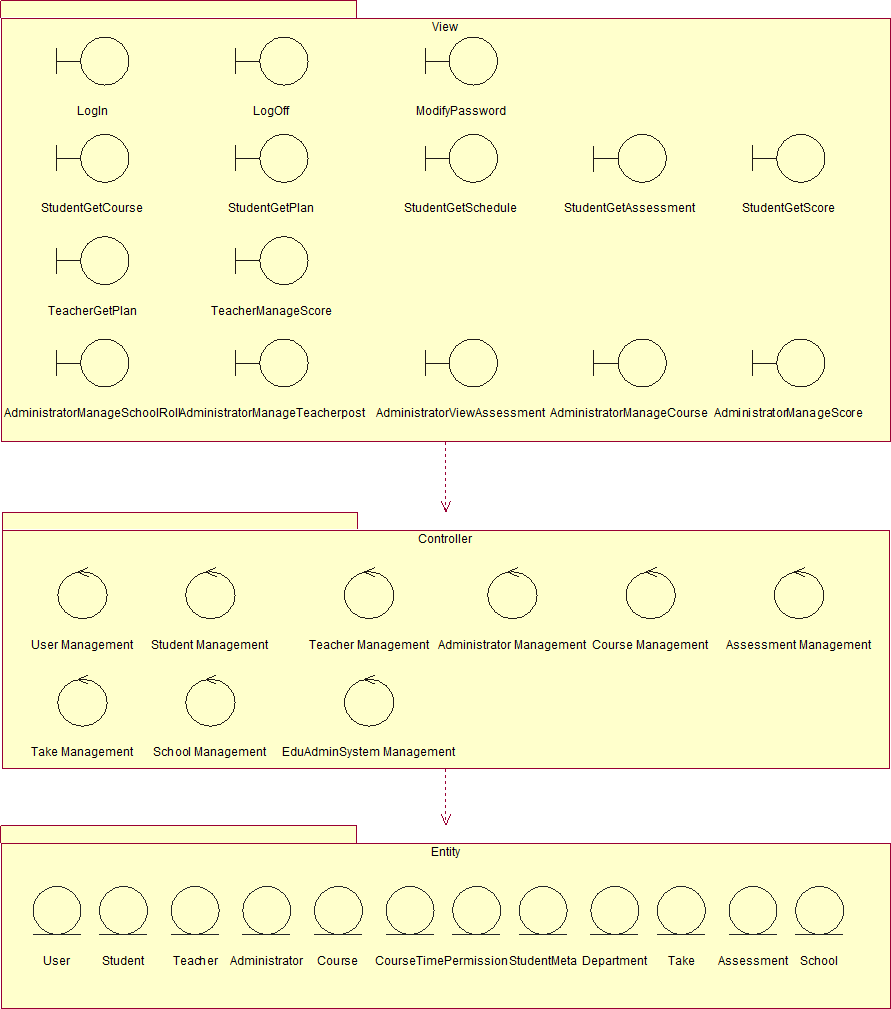 View
LogIn LogOff ModifyPassword
StudentGetCourse StudentGetPlan StudentGetSchedule StudentGetAssessment StudentGetScore
TeacherGetPlan TeacherManageScore
AdministratorManageSchoolRoll AdministratorManageTeacherpost AdministratorViewAssessment AdministratorManageCourse AdministratorManageScore
Controller
User Management Student Management Teacher Management Administrator Management Course Management Assessment Management
Take Management School Management EduAdminSystem Management
Entity
User Student Teacher Administrator Course CourseTime Permission StudentMeta Department Take Assessment School